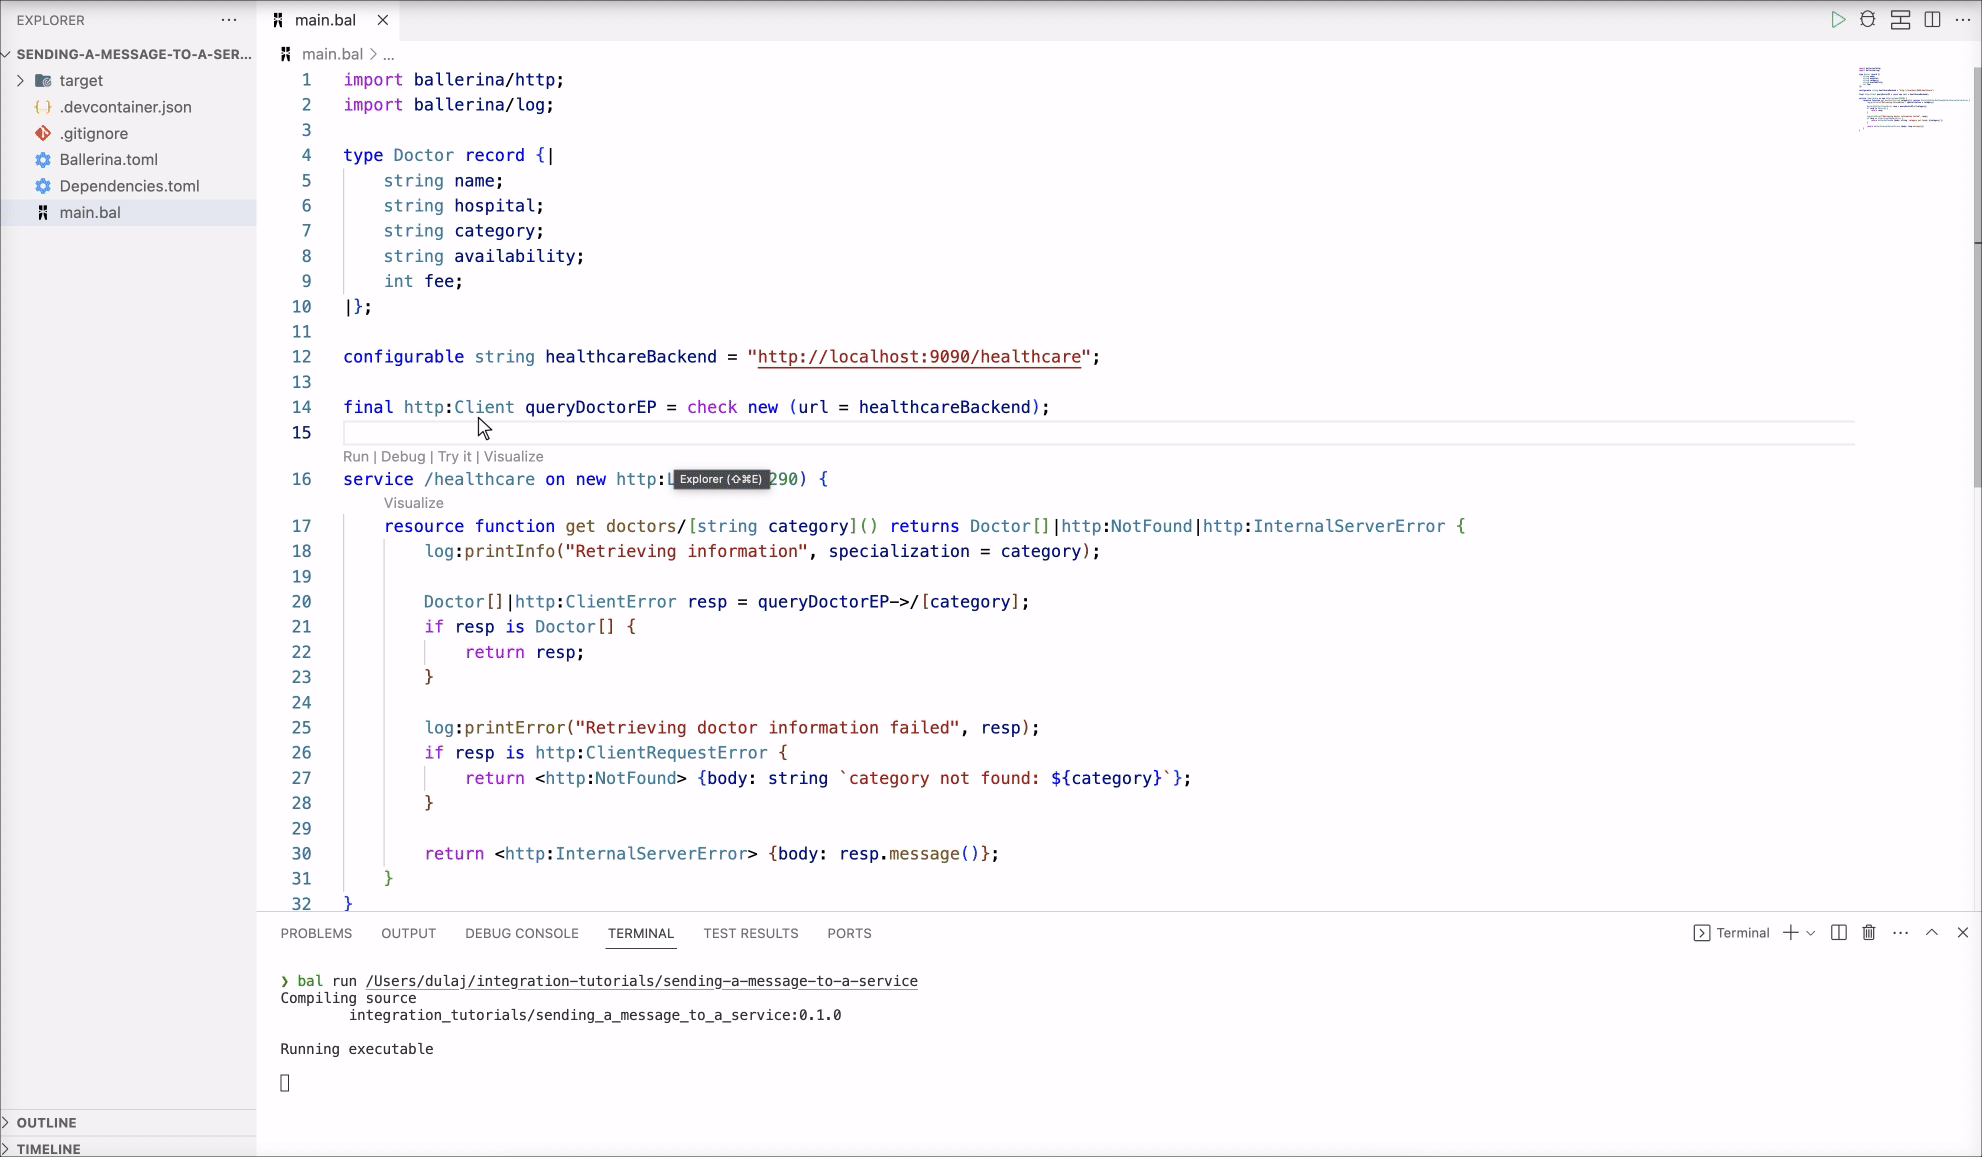 EXPLORER
SENDING-A-MESSAGE-TO-A-SER...
target
.devcontainer.json
.gitignore
Ballerina.toml
Dependencies.toml
main.bal
OUTLINE
TIMELINE
main.bal
main.bal > ...
1 import ballerina/http;
2 import ballerina/log;
3
4 type Doctor record {|
5 string name;
6 string hospital;
7 string category;
8 string availability;
9 int fee;
10 |};
11
12 configurable string healthcareBackend = "http://localhost:9090/healthcare";
13
14 final http:Client queryDoctorEP = check new (url = healthcareBackend);
15
Run | Debug | Try it | Visualize
16 service /healthcare on new http:L 290) {
Explorer (⇧⌘E)
Visualize
17 resource function get doctors/[string category]() returns Doctor[]|http:NotFound|http:InternalServerError {
18 log:printInfo("Retrieving information", specialization = category);
19
20 Doctor[]|http:ClientError resp = queryDoctorEP->/[category];
21 if resp is Doctor[] {
22 return resp;
23 }
24
25 log:printError("Retrieving doctor information failed", resp);
26 if resp is http:ClientRequestError {
27 return <http:NotFound> {body: string `category not found: ${category}`};
28 }
29
30 return <http:InternalServerError> {body: resp.message()};
31 }
32 }
PROBLEMS OUTPUT DEBUG CONSOLE TERMINAL TEST RESULTS PORTS Terminal
❯ bal run /Users/dulaj/integration-tutorials/sending-a-message-to-a-service
Compiling source
integration_tutorials/sending_a_message_to_a_service:0.1.0
Running executable